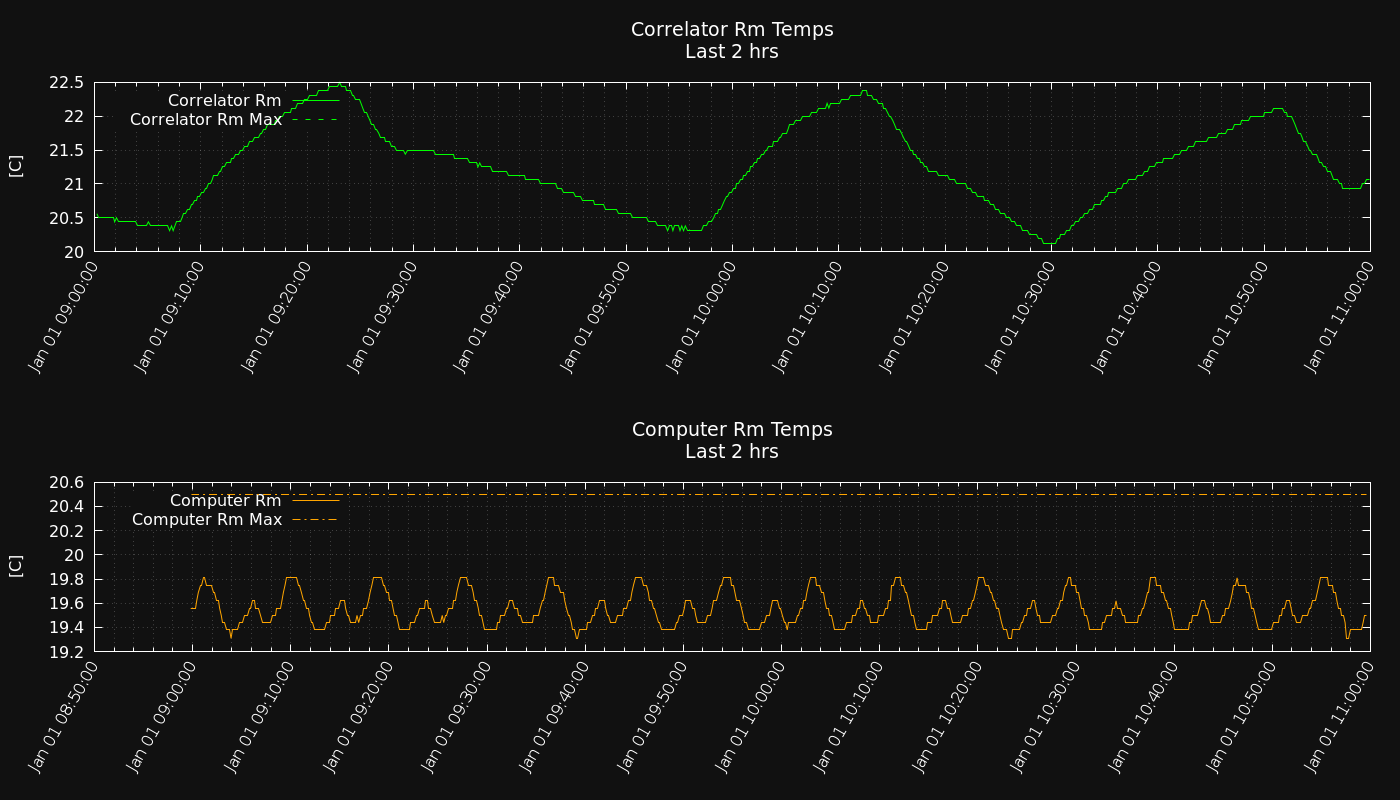 Correlator Rm Temps
Last 2 hrs
22.5
22
21.5
21
20.5
20
[C]
Correlator Rm
Correlator Rm Max
Jan 01 09:00:00
Jan 01 09:10:00
Jan 01 09:20:00
Jan 01 09:30:00
Jan 01 09:40:00
Jan 01 09:50:00
Jan 01 10:00:00
Jan 01 10:10:00
Jan 01 10:20:00
Jan 01 10:30:00
Jan 01 10:40:00
Jan 01 10:50:00
Jan 01 11:00:00
Computer Rm Temps
Last 2 hrs
20.6
20.4
20.2
20
19.8
19.6
19.4
19.2
[C]
Computer Rm
Computer Rm Max
Jan 01 08:50:00
Jan 01 09:00:00
Jan 01 09:10:00
Jan 01 09:20:00
Jan 01 09:30:00
Jan 01 09:40:00
Jan 01 09:50:00
Jan 01 10:00:00
Jan 01 10:10:00
Jan 01 10:20:00
Jan 01 10:30:00
Jan 01 10:40:00
Jan 01 10:50:00
Jan 01 11:00:00